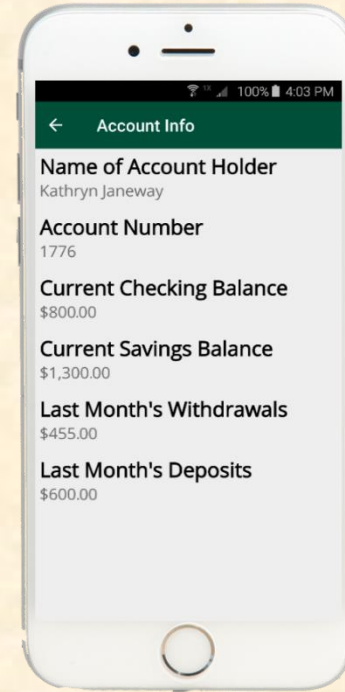 1X 100% 4:03 PM
← Account Info
Name of Account Holder
Kathryn Janeway
Account Number
1776
Current Checking Balance
$800.00
Current Savings Balance
$1,300.00
Last Month's Withdrawals
$455.00
Last Month's Deposits
$600.00